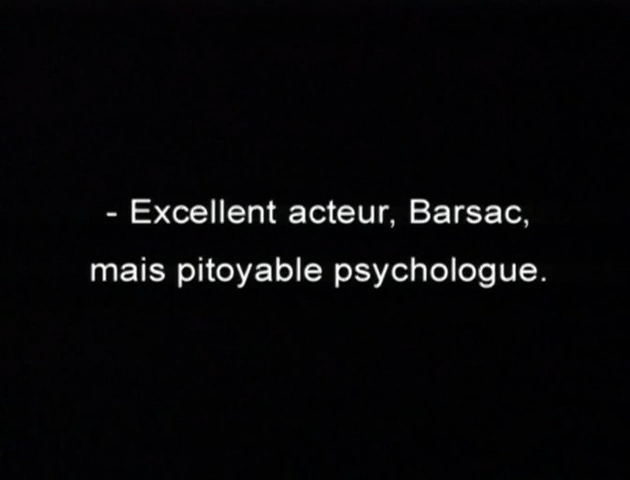 - Excellent acteur, Barsac,
mais pitoyable psychologue.